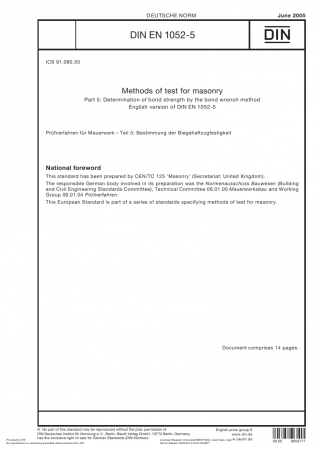 DEUTSCHE NORM
June 2005
DIN EN 1052-5
DIN
ICS 91.080.30
Methods of test for masonry
Part 5: Determination of bond strength by the bond wrench method
English version of DIN EN 1052-5
Prüfverfahren für Mauerwerk – Teil 5: Bestimmung der Biegehaftzugfestigkeit
National foreword
This standard has been prepared by CEN/TC 125 'Masonry' (Secretariat: United Kingdom).
The responsible German body involved in its preparation was the Normenausschuss Bauwesen (Building
and Civil Engineering Standards Committee), Technical Committee 06.01.00 Mauerwerksbau and Working
Group 06.01.04 Prüfverfahren.
This European Standard is part of a series of standards specifying methods of test for masonry.
Document comprises 14 pages.
© No part of this standard may be reproduced without the prior permission of
DIN Deutsches Institut für Normung e.V., Berlin. Beuth Verlag GmbH, 10772 Berlin, Germany,
has the exclusive right of sale for German Standards (DIN-Normen).
English price group 8
www.din.de
www.beuth.de